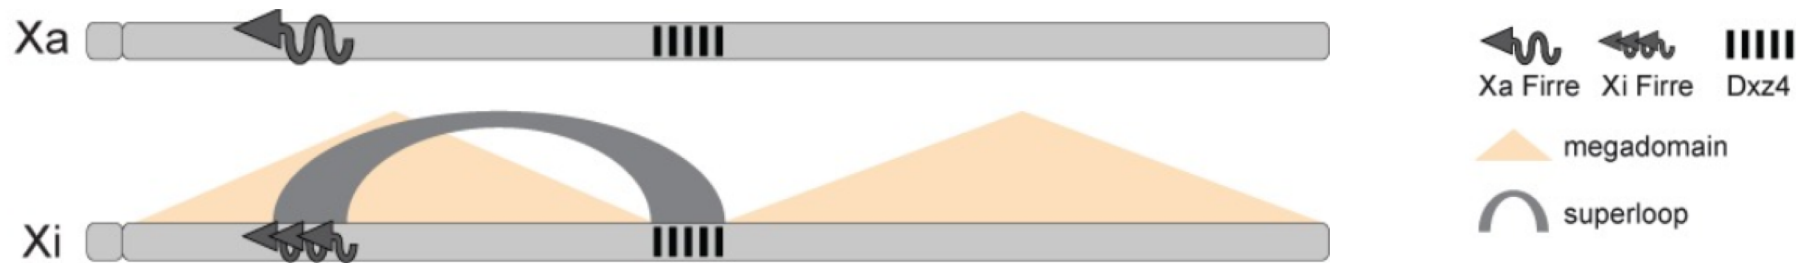 Xa
Xi
Xa Firre Xi Firre Dxz4
megadomain
superloop